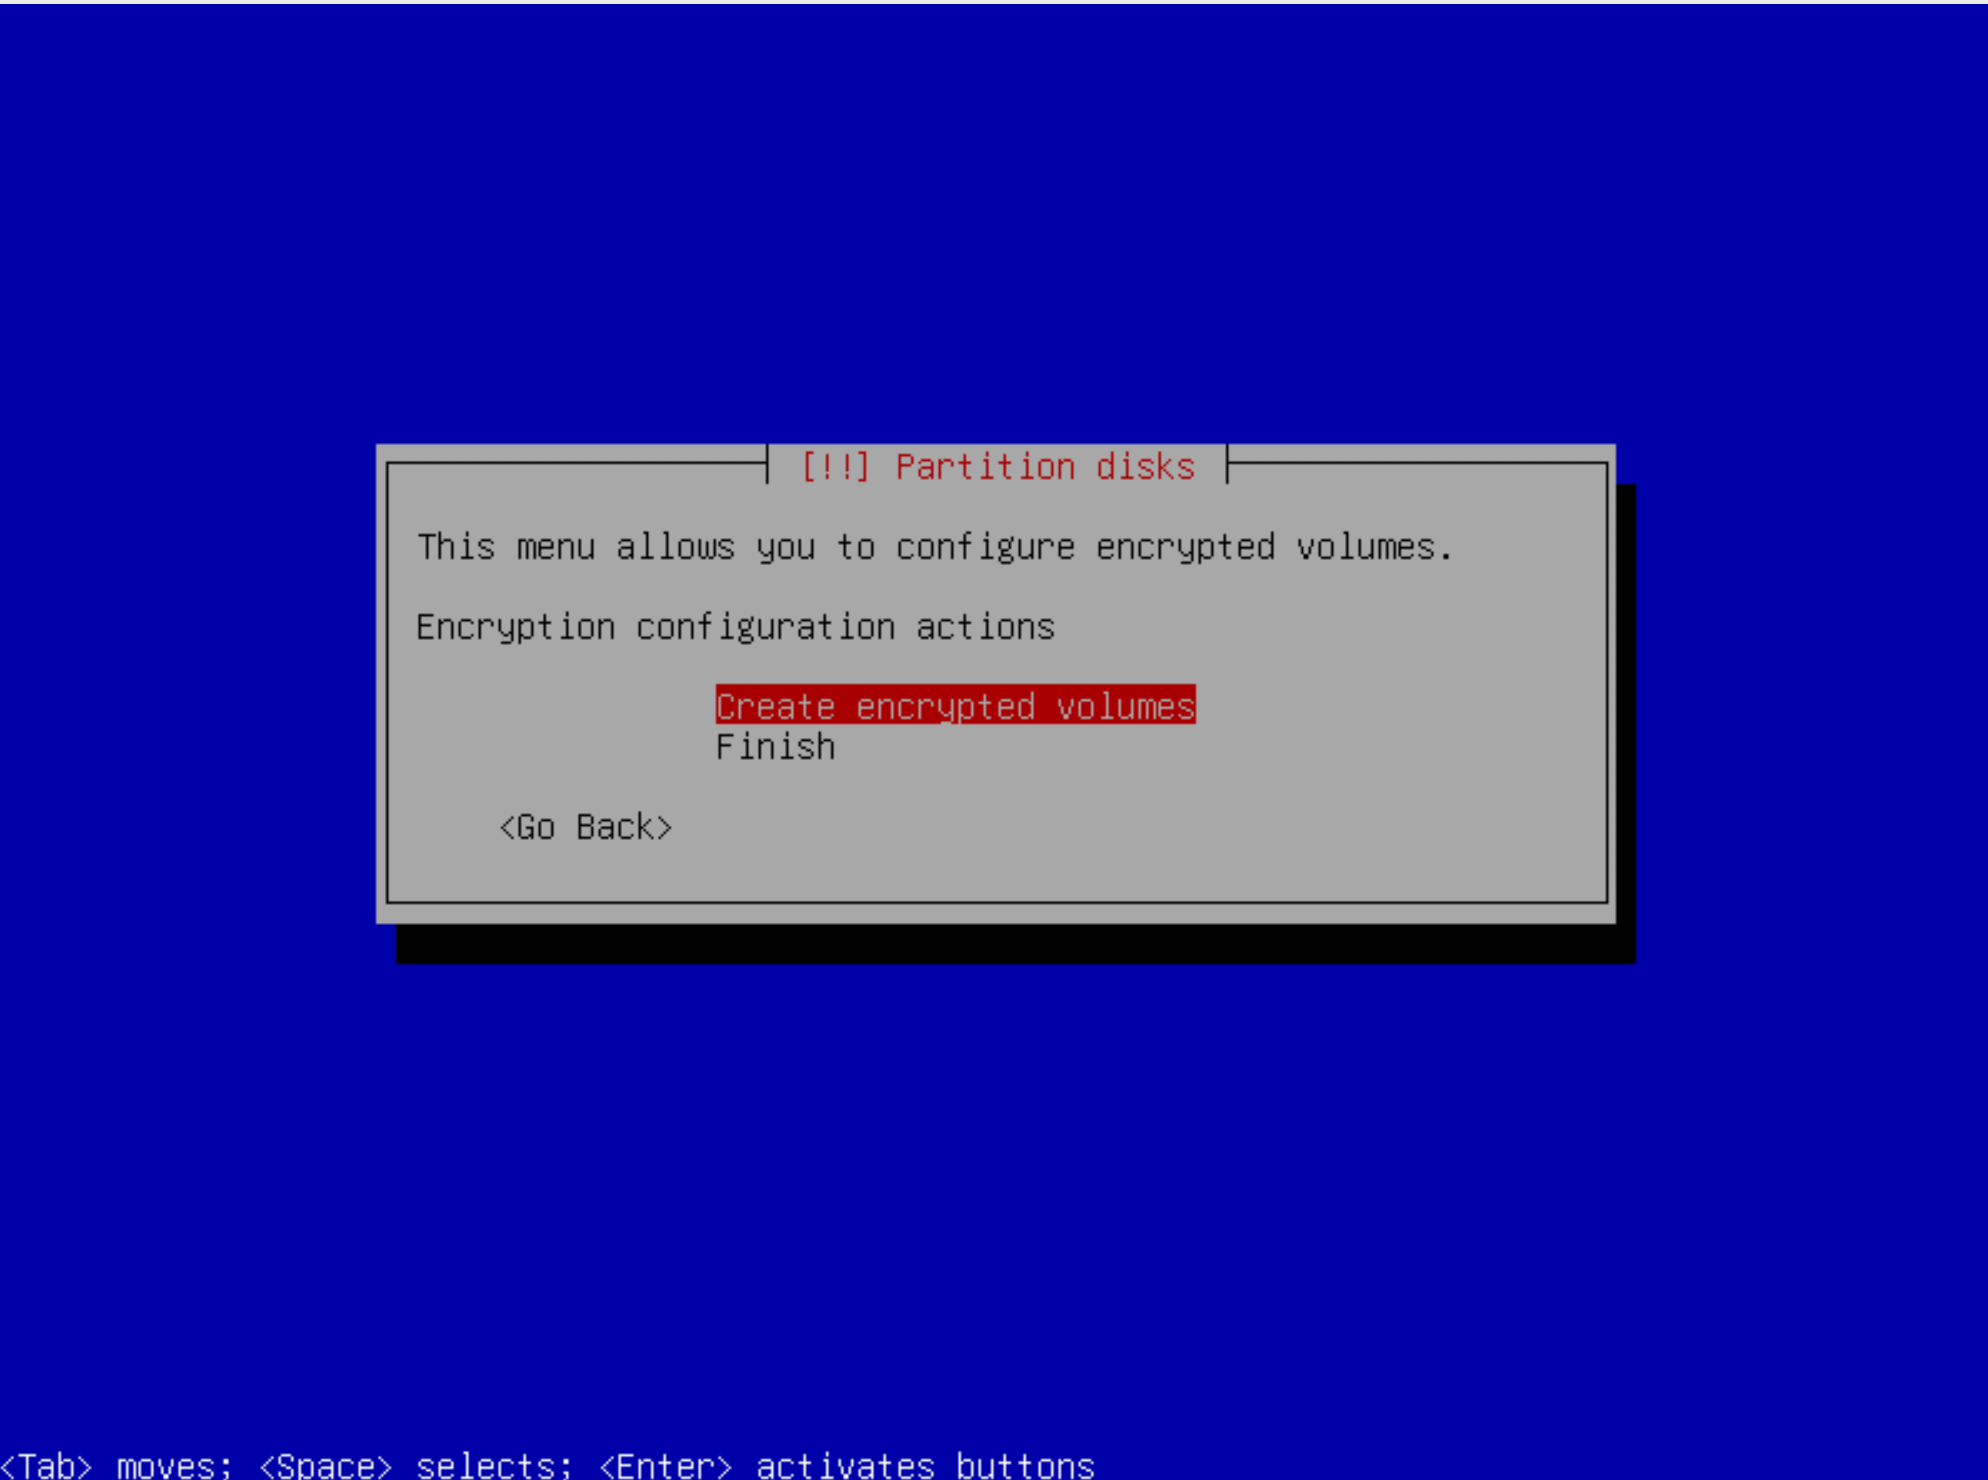 [!!] Partition disks
This menu allows you to configure encrypted volumes.
Encryption configuration actions
Create encrypted volumes
Finish
<Go Back>
<Tab> moves; <Space> selects; <Enter> activates buttons